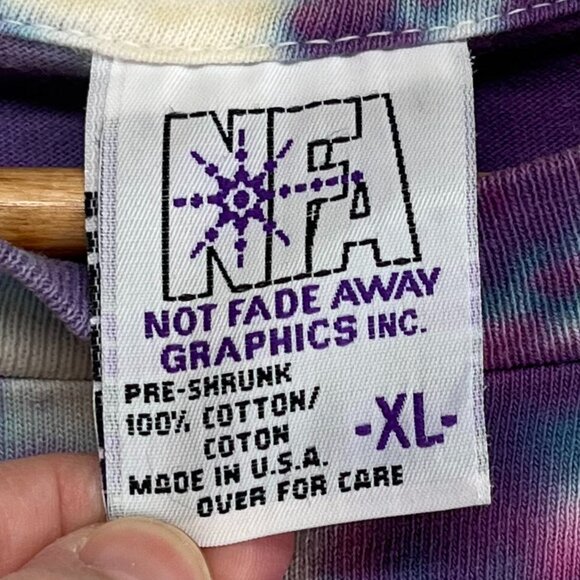 NFA
NOT FADE AWAY
GRAPHICS INC.
PRE-SHRUNK
100% COTTON/
COTON
-XL-
MADE IN U.S.A.
OVER FOR CARE